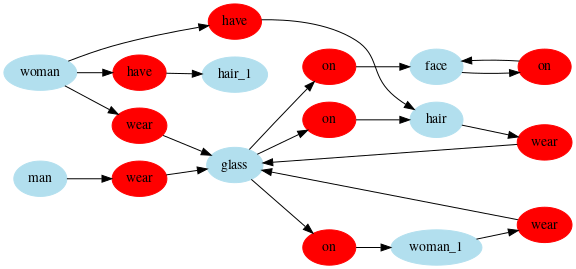 have
woman
have
hair_1
on
face
on
wear
on
hair
wear
glass
man
wear
on
woman_1
wear